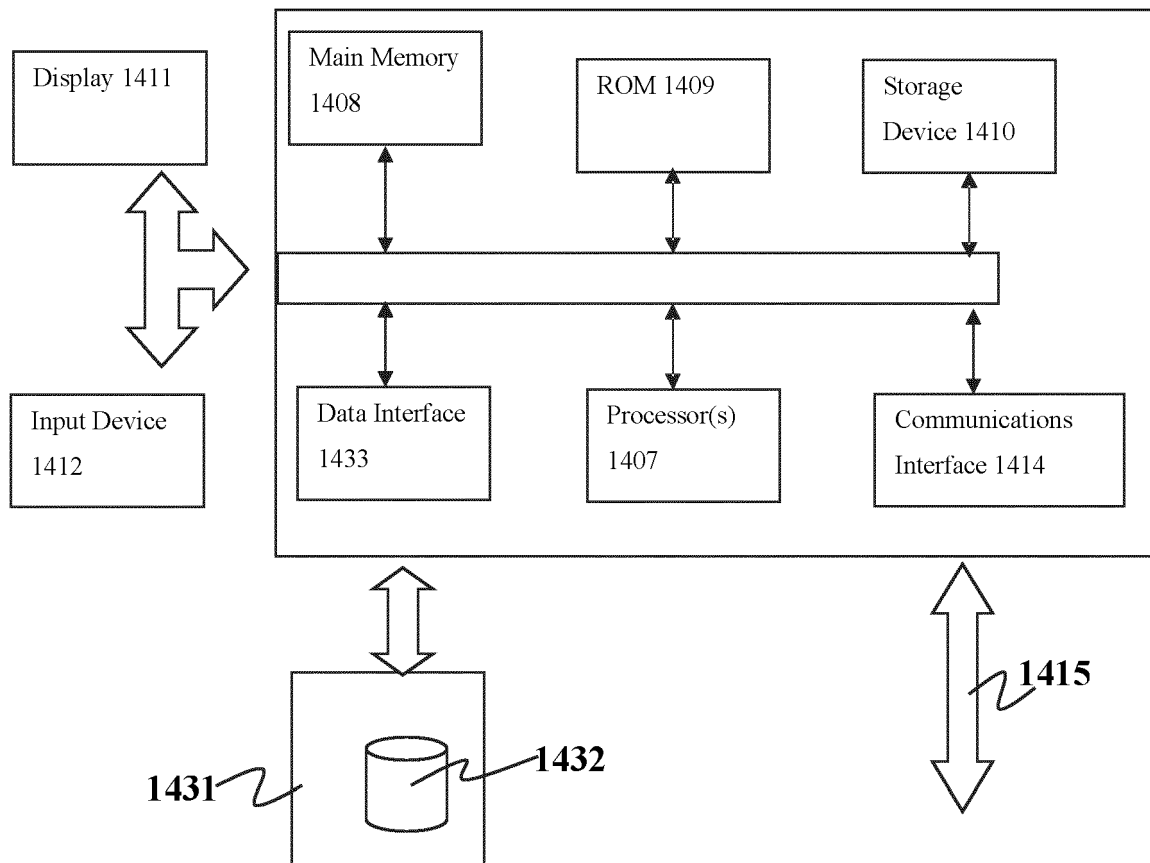 Display 1411
Main Memory
1408
ROM 1409
Storage
Device 1410
Input Device
1412
Data Interface
1433
Processor(s)
1407
Communications
Interface 1414
1415
1431
1432